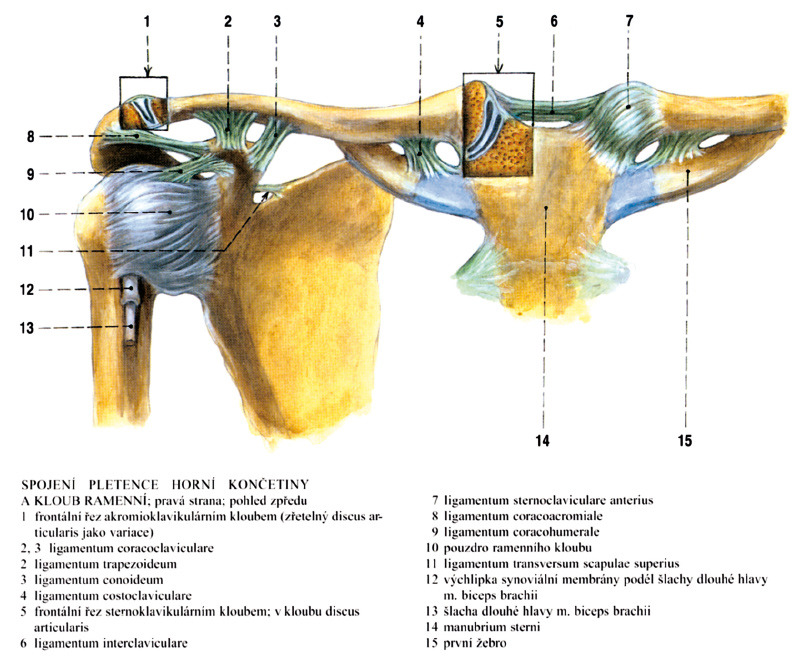 1 2 3 4 5 6 7
8
9
10
11
12
13
14 15
SPOJENÍ PLETENCE HORNÍ KONČETINY
A KLOUB RAMENNÍ; pravá strana; pohled zpředu
1 frontální řez akromioklavikulárním kloubem (zřetelný discus ar-
ticularis jako variace)
2, 3 ligamentum coracoclaviculare
2 ligamentum trapezoideum
3 ligamentum conoideum
4 ligamentum costoclaviculare
5 frontální řez sternoklavikulárním kloubem; v kloubu discus
articularis
6 ligamentum interclaviculare
7 ligamentum sternoclaviculare anterius
8 ligamentum coracoacromiale
9 ligamentum coracohumerale
10 pouzdro ramenního kloubu
11 ligamentum transversum scapulae superius
12 výchlipka synoviální membrány podél šlachy dlouhé hlavy
m. biceps brachii
13 šlacha dlouhé hlavy m. biceps brachii
14 manubrium sterni
15 první žebro